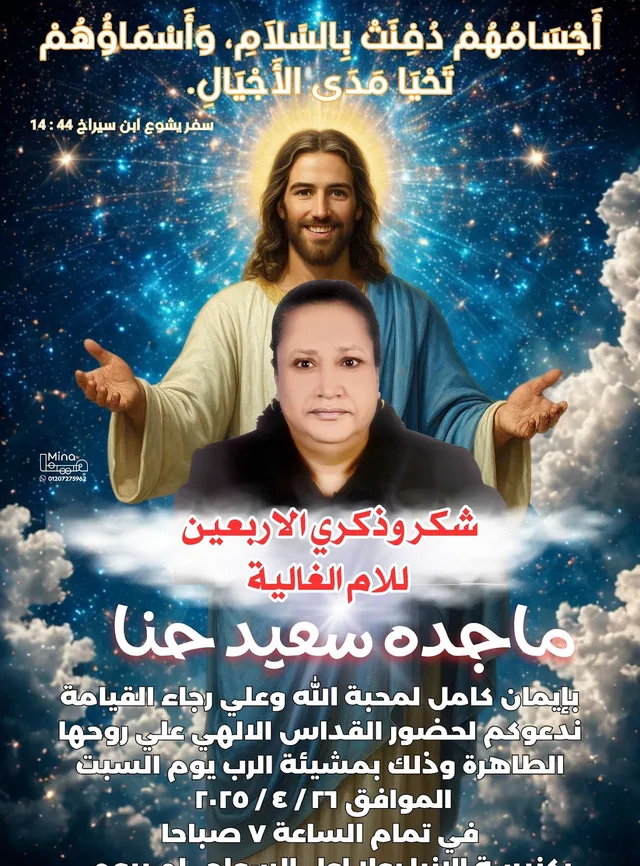 أَجْسَامُهُمْ دُفِنَتْ بِالسَّلاَمِ، وَأَسْمَاؤُهُمْ
تَحْيَا مَدَى الأَجْيَالِ.
سفر يشوع ابن سيراخ 44 : 14
Mina
01207275962
شكر وذكري الاربعين
للام الغالية
ماجده سعيد حنا
بإيمان كامل لمحبة الله وعلي رجاء القيامة
ندعوكم لحضور القداس الالهي علي روحها
الطاهرة وذلك بمشيئة الرب يوم السبت
الموافق ٢٦ / ٤ / ٢٠٢٥
في تمام الساعة ٧ صباحا